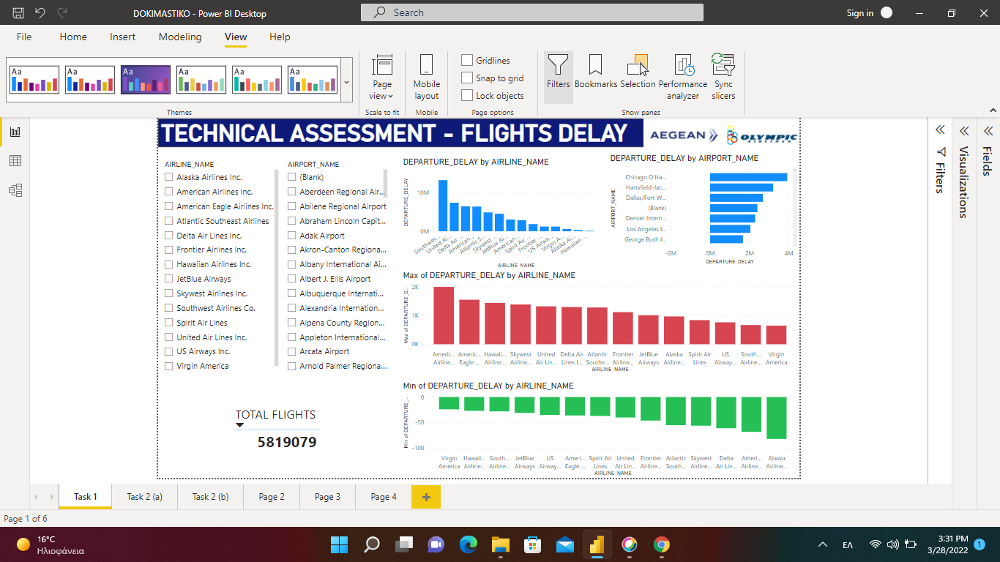 DOKIMASTIKO - Power BI Desktop
Search
Sign in
File Home Insert Modeling View Help
Aa Aa Aa Aa Aa Aa
Themes
Page view
Scale to fit
Mobile layout
Mobile
Gridlines
Snap to grid
Lock objects
Page options
Filters
Bookmarks
Selection
Performance analyzer
Sync slicers
Show panes
TECHNICAL ASSESSMENT - FLIGHTS DELAY
AEGEAN
OLYMPIC
AIRLINE_NAME
Alaska Airlines Inc.
American Airlines Inc.
American Eagle Airlines Inc.
Atlantic Southeast Airlines
Delta Air Lines Inc.
Frontier Airlines Inc.
Hawaiian Airlines Inc.
JetBlue Airways
Skywest Airlines Inc.
Southwest Airlines Co.
Spirit Air Lines
United Air Lines Inc.
US Airways Inc.
Virgin America
AIRPORT_NAME
(Blank)
Aberdeen Regional Air...
Abilene Regional Airport
Abraham Lincoln Capit...
Adak Airport
Akron-Canton Regiona...
Albany International Ai...
Albert J. Ellis Airport
Albuquerque Internati...
Alexandria Internation...
Alpena County Region...
Appleton International...
Arcata Airport
Arnold Palmer Regiona...
TOTAL FLIGHTS
5819079
DEPARTURE_DELAY by AIRLINE_NAME
DEPARTURE_DELAY
10M
0M
Southwes...
United Ai...
Delta Air ...
American...
Atlantic S...
Skywest ...
JetBlue Ai...
American...
Spirit Air ...
Frontier ...
US Airwa...
Virgin A...
Alaska Ai...
Hawaiian ...
AIRLINE_NAME
DEPARTURE_DELAY by AIRPORT_NAME
AIRPORT_NAME
Chicago O'Ha...
Hartsfield-Jac...
Dallas/Fort W...
(Blank)
Denver Intern...
Los Angeles I...
George Bush I...
-2M 0M 2M 4M
DEPARTURE_DELAY
Max of DEPARTURE_DELAY by AIRLINE_NAME
Max of DEPARTURE_D...
2K
1K
0K
Americ... Americ... Hawaii... Skywest United Delta Air Atlantic Frontier JetBlue Alaska Spirit Air US South... Virgin
Airline... Eagle ... Airline... Airline... Air Lin... Lines I... Southe... Airline... Airways Airline... Lines Airway... Airline... America
AIRLINE_NAME
Min of DEPARTURE_DELAY by AIRLINE_NAME
Min of DEPARTURE_...
0
-50
-100
Virgin Hawaii... South... JetBlue US Ameri... Spirit Air United Frontier Atlantic Skywest Delta Ameri... Alaska
America Airline... Airline... Airways Airway... Eagle ... Lines Air Lin... Airline... South... Airline... Air Lin... Airline... Airline...
AIRLINE_NAME
Filters
Visualizations
Fields
Task 1 Task 2 (a) Task 2 (b) Page 2 Page 3 Page 4
Page 1 of 6
16°C
Ηλιοφάνεια
ΕΛ
3:31 PM
3/28/2022
1